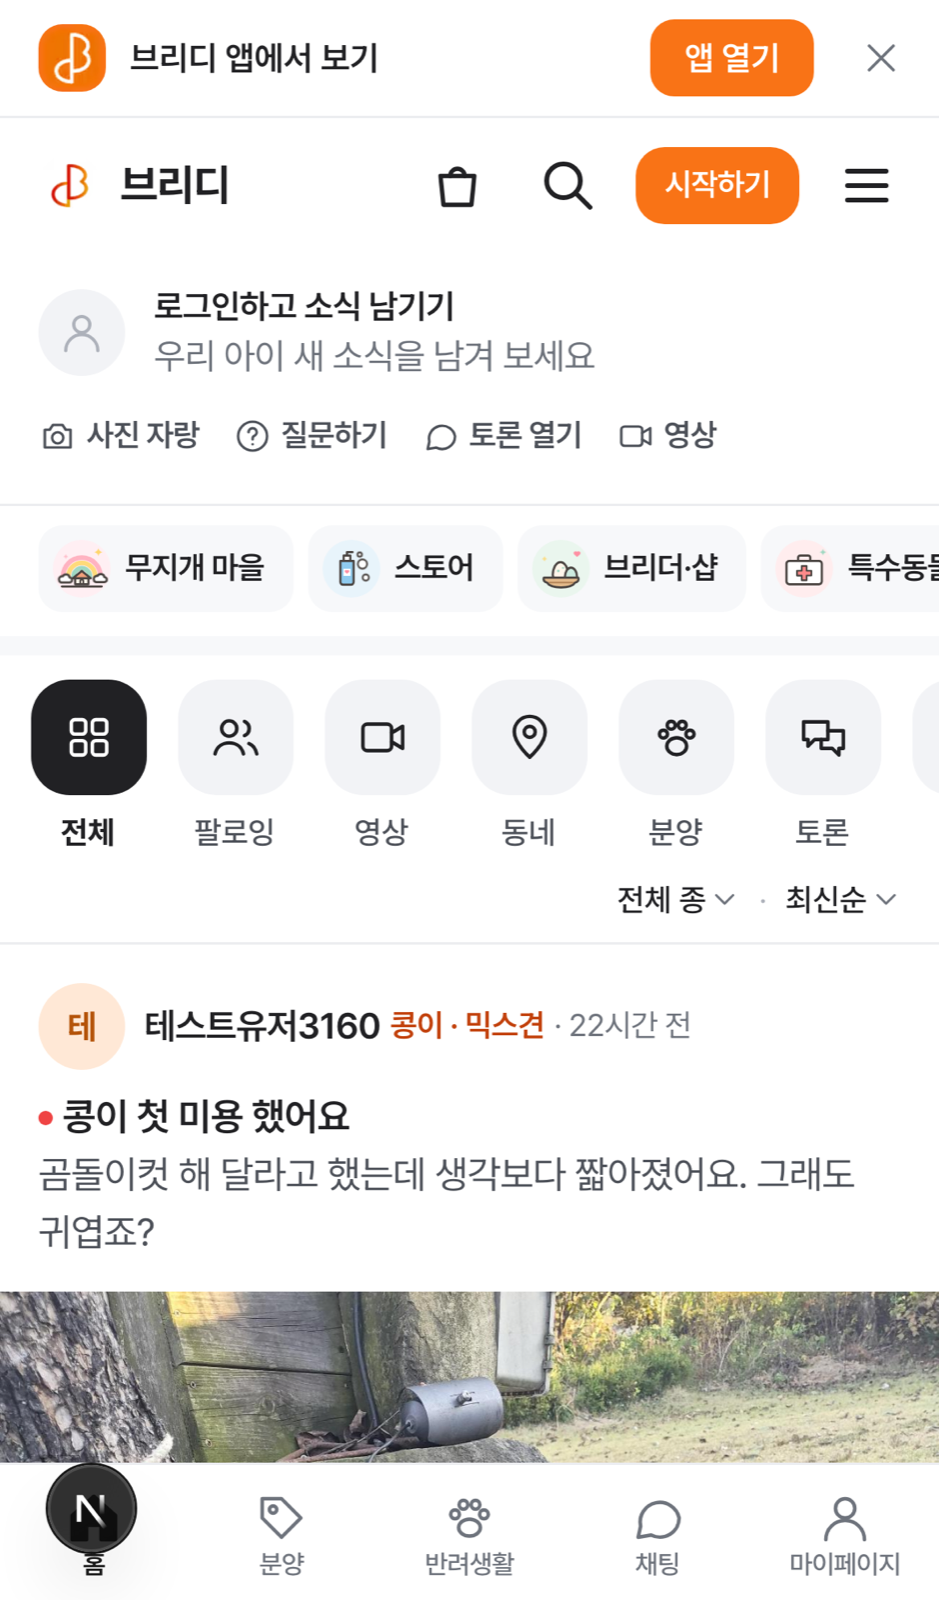 브리디 앱에서 보기
앱 열기
브리디
시작하기
로그인하고 소식 남기기
우리 아이 새 소식을 남겨 보세요
사진 자랑
질문하기
토론 열기
영상
무지개 마을
스토어
브리더·샵
특수동물
전체
팔로잉
영상
동네
분양
토론
전체 종 · 최신순
테
테스트유저3160 콩이 · 믹스견 · 22시간 전
콩이 첫 미용 했어요
곰돌이컷 해 달라고 했는데 생각보다 짧아졌어요. 그래도
귀엽죠?
N
홈
분양
반려생활
채팅
마이페이지